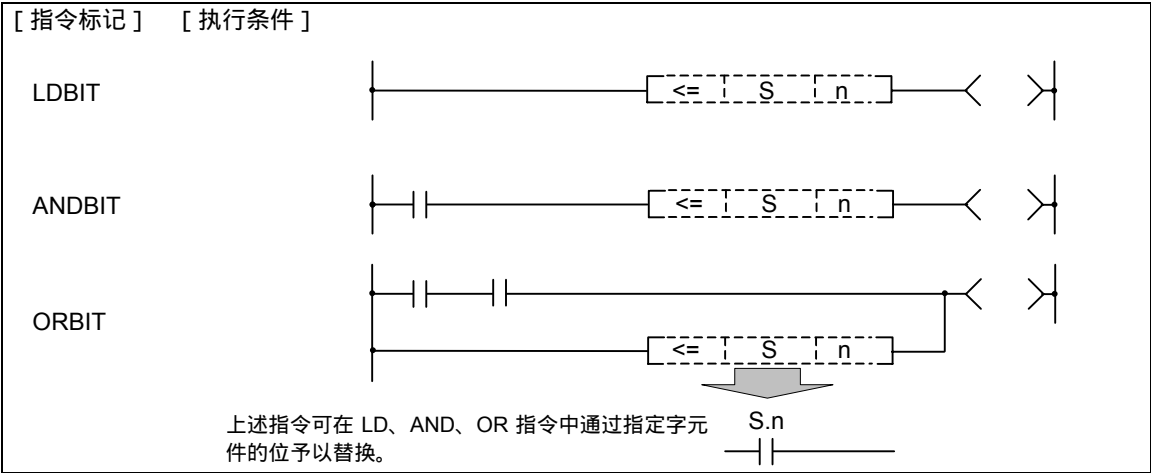 [ 指令标记 ] [ 执行条件 ]
LDBIT
<= S n
ANDBIT
<= S n
ORBIT
<= S n
上述指令可在 LD、AND、OR 指令中通过指定字元
件的位予以替换。
S.n